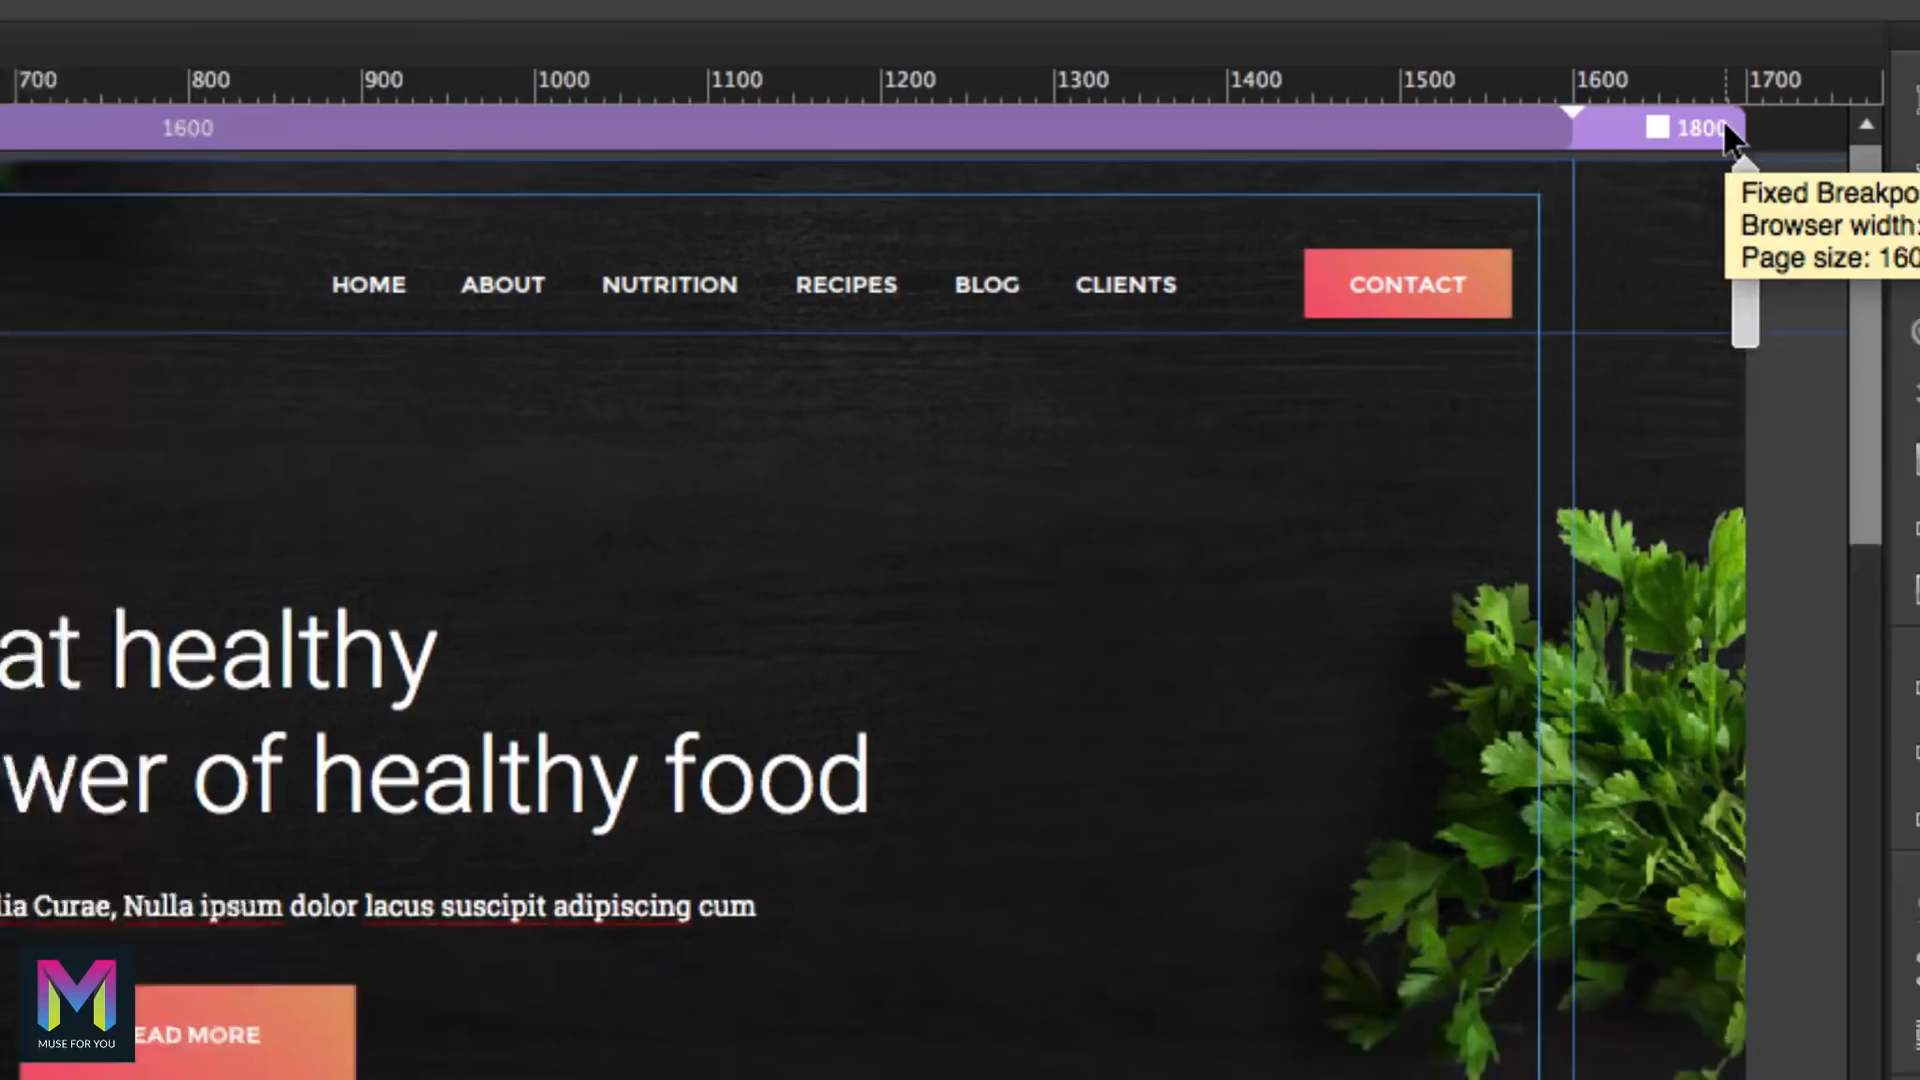 700 800 900 1000 1100 1200 1300 1400 1500 1600 1700
1600 1800
Fixed Breakpo
Browser width:
Page size: 160
HOME ABOUT NUTRITION RECIPES BLOG CLIENTS CONTACT
at healthy
wer of healthy food
lia Curae, Nulla ipsum dolor lacus suscipit adipiscing cum
EAD MORE
M
MUSE FOR YOU